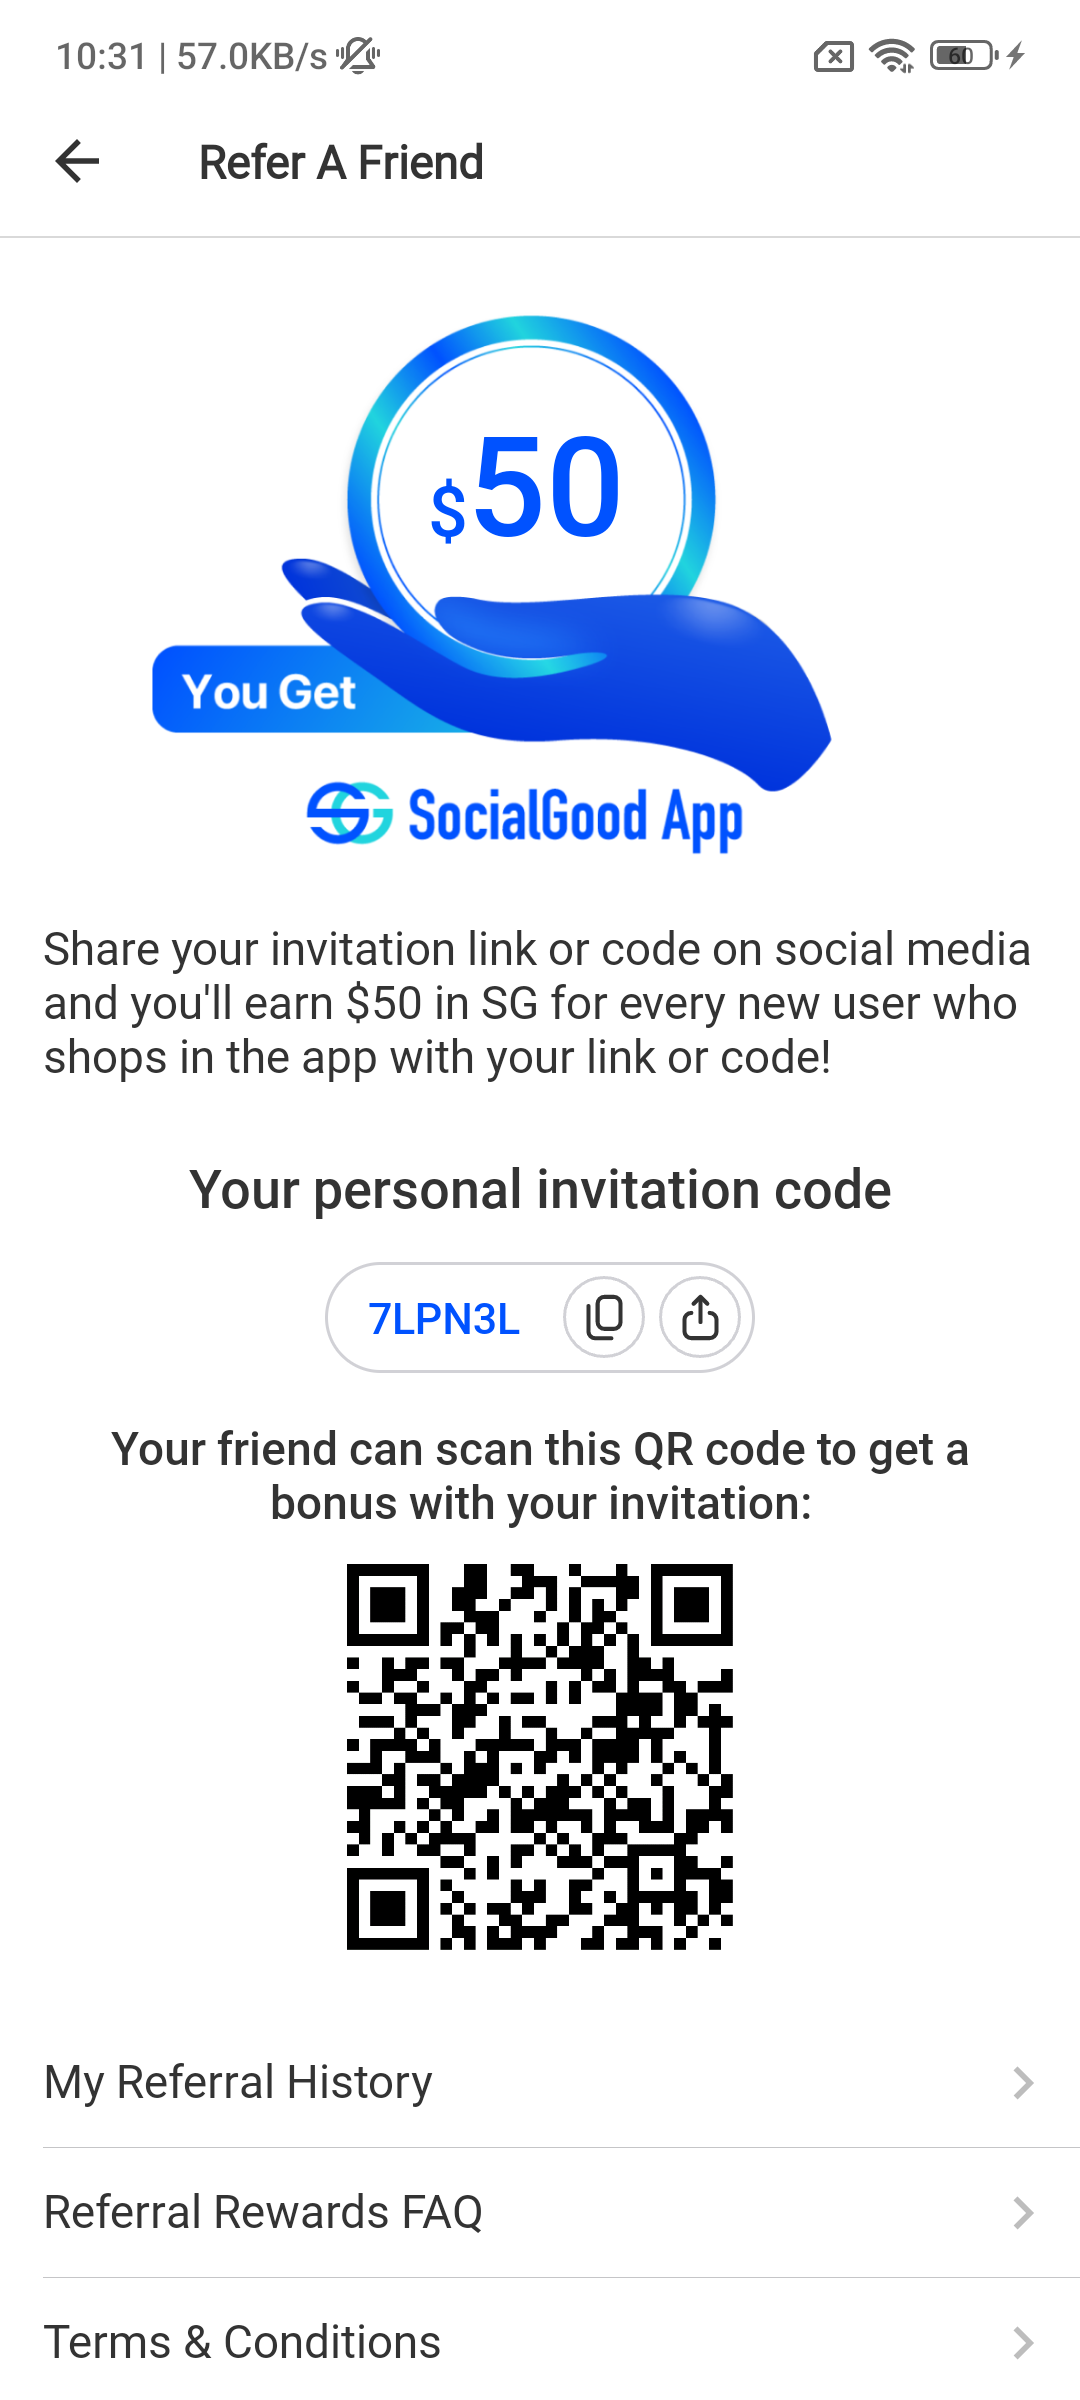 10:31 | 57.0KB/s
60
Refer A Friend
$50
You Get
SG SocialGood App
Share your invitation link or code on social media
and you'll earn $50 in SG for every new user who
shops in the app with your link or code!
Your personal invitation code
7LPN3L
Your friend can scan this QR code to get a
bonus with your invitation:
My Referral History
Referral Rewards FAQ
Terms & Conditions